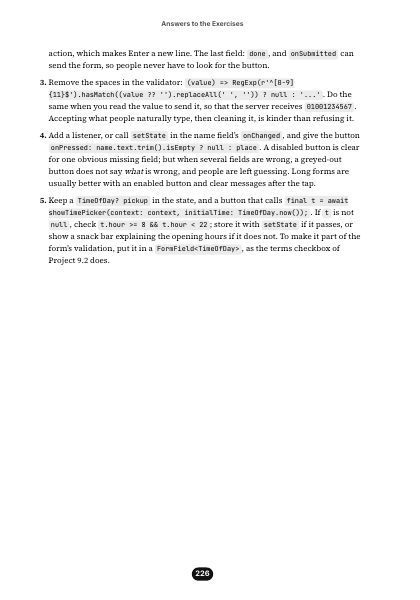 Answers to the Exercises
action, which makes Enter a new line. The last field: done, and onSubmitted can
send the form, so people never have to look for the button.
3. Remove the spaces in the validator: (value) => RegExp(r'^[0-9]
{11}$').hasMatch((value ?? '').replaceAll(' ', '')) ? null : '...'. Do the
same when you read the value to send it, so that the server receives 01001234567.
Accepting what people naturally type, then cleaning it, is kinder than refusing it.
4. Add a listener, or call setState in the name field's onChanged, and give the button
onPressed: name.text.trim().isEmpty ? null : place. A disabled button is clear
for one obvious missing field; but when several fields are wrong, a greyed-out
button does not say what is wrong, and people are left guessing. Long forms are
usually better with an enabled button and clear messages after the tap.
5. Keep a TimeOfDay? pickup in the state, and a button that calls final t = await
showTimePicker(context: context, initialTime: TimeOfDay.now());. If t is not
null, check t.hour >= 8 && t.hour < 22; store it with setState if it passes, or
show a snack bar explaining the opening hours if it does not. To make it part of the
form's validation, put it in a FormField<TimeOfDay>, as the terms checkbox of
Project 9.2 does.
226